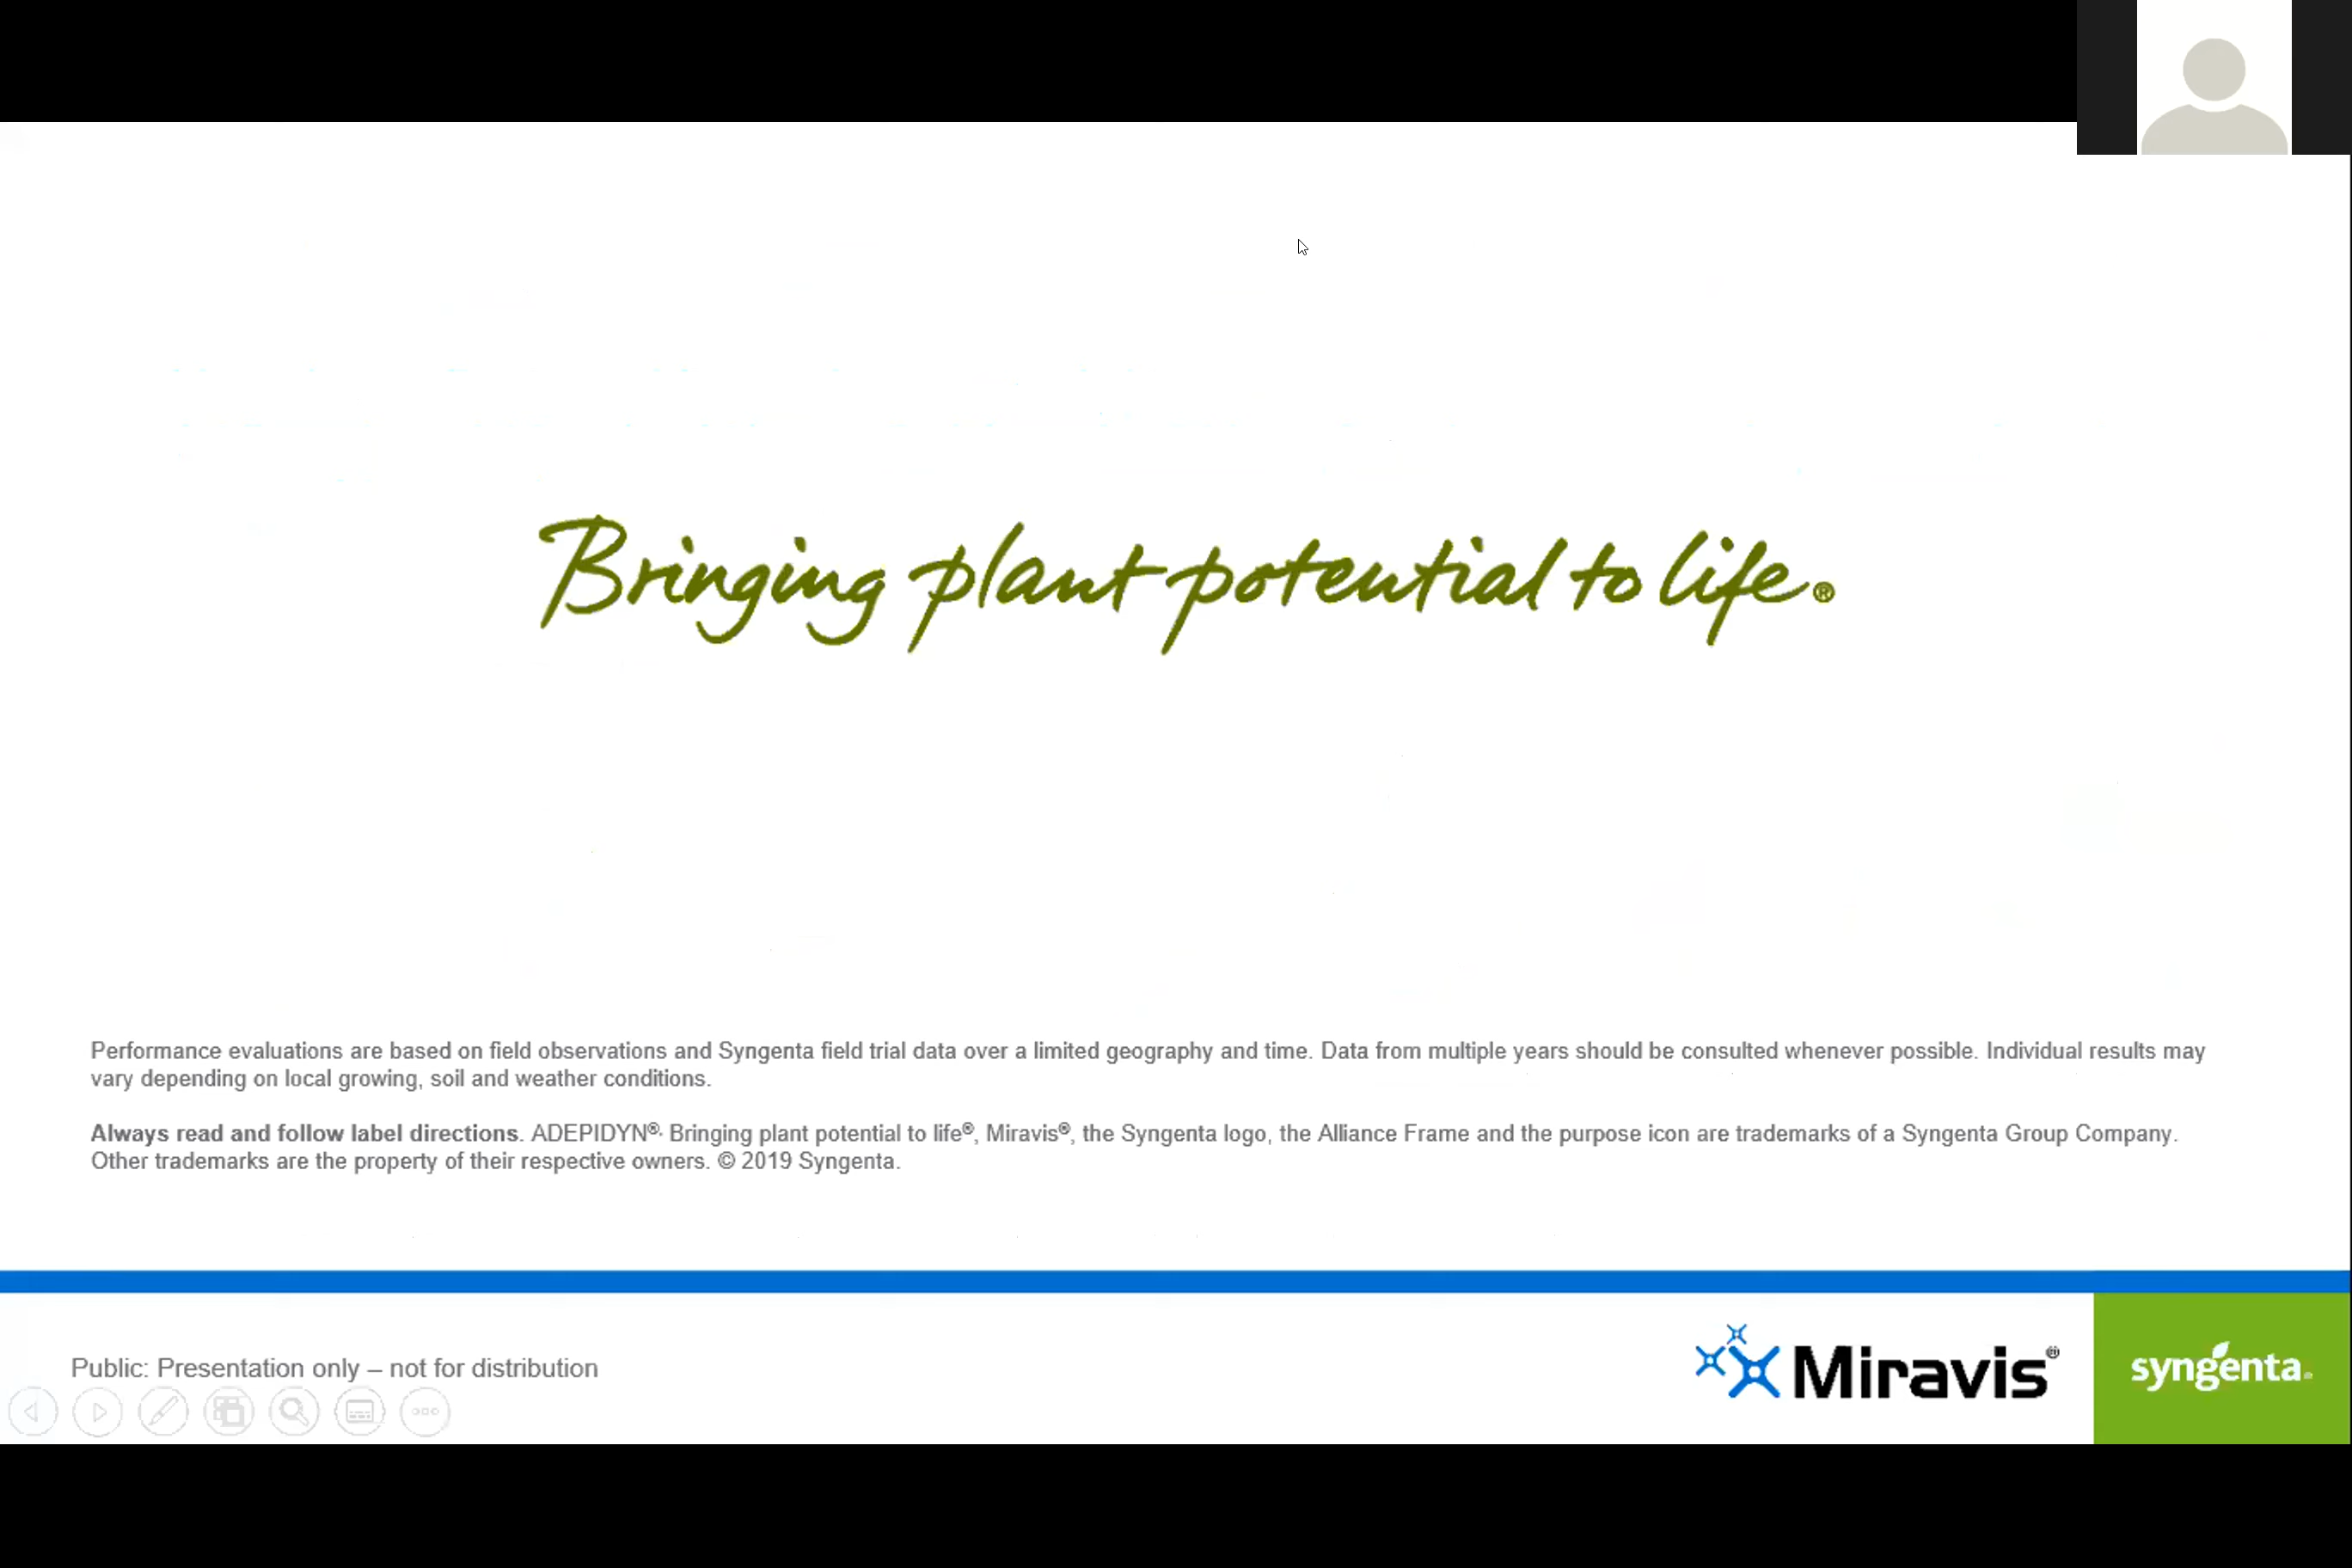 Bringing plant potential to life®
Performance evaluations are based on field observations and Syngenta field trial data over a limited geography and time. Data from multiple years should be consulted whenever possible. Individual results may
vary depending on local growing, soil and weather conditions.
Always read and follow label directions. ADEPIDYN®, Bringing plant potential to life®, Miravis®, the Syngenta logo, the Alliance Frame and the purpose icon are trademarks of a Syngenta Group Company.
Other trademarks are the property of their respective owners. © 2019 Syngenta.
Public: Presentation only – not for distribution
Miravis®
syngenta®